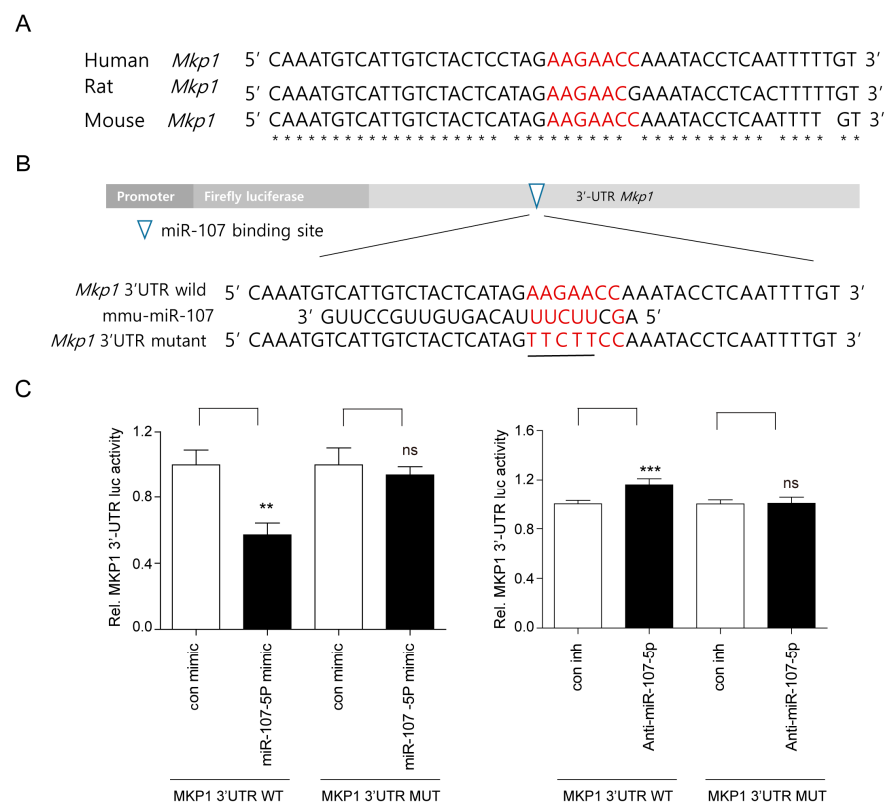 A
Human Mkp1 5′ CAAATGTCATTGTCTACTCCTAGAAGAACCAAATACCTCAATTTTTGT 3′
Rat Mkp1 5′ CAAATGTCATTGTCTACTCATAGAAGAACGAAATACCTCACTTTTTGT 3′
Mouse Mkp1 5′ CAAATGTCATTGTCTACTCATAGAAGAACCAAATACCTCAATTTT GT 3′
* * * * * * * * * * * * * * * * * * * * * * * * * * * * * * * * * * * * * * * * * *
B
Promoter Firefly luciferase 3′-UTR Mkp1
miR-107 binding site
Mkp1 3′UTR wild 5′ CAAATGTCATTGTCTACTCATAGAAGAACCAAATACCTCAATTTTGT 3′
mmu-miR-107 3′ GUUCCGUUGUGACAUUUCUUCGA 5′
Mkp1 3′UTR mutant 5′ CAAATGTCATTGTCTACTCATAGTTCTTCCAAATACCTCAATTTTGT 3′
C
Rel. MKP1 3′-UTR luc activity
1.2
0.8
0.4
0.0
**
ns
con mimic
miR-107-5P mimic
con mimic
miR-107 -5P mimic
MKP1 3′UTR WT
MKP1 3′UTR MUT
Rel. MKP1 3′-UTR luc activity
1.6
1.2
0.8
0.4
0.0
***
ns
con inh
Anti-miR-107-5p
con inh
Anti-miR-107-5p
MKP1 3′UTR WT
MKP1 3′UTR MUT